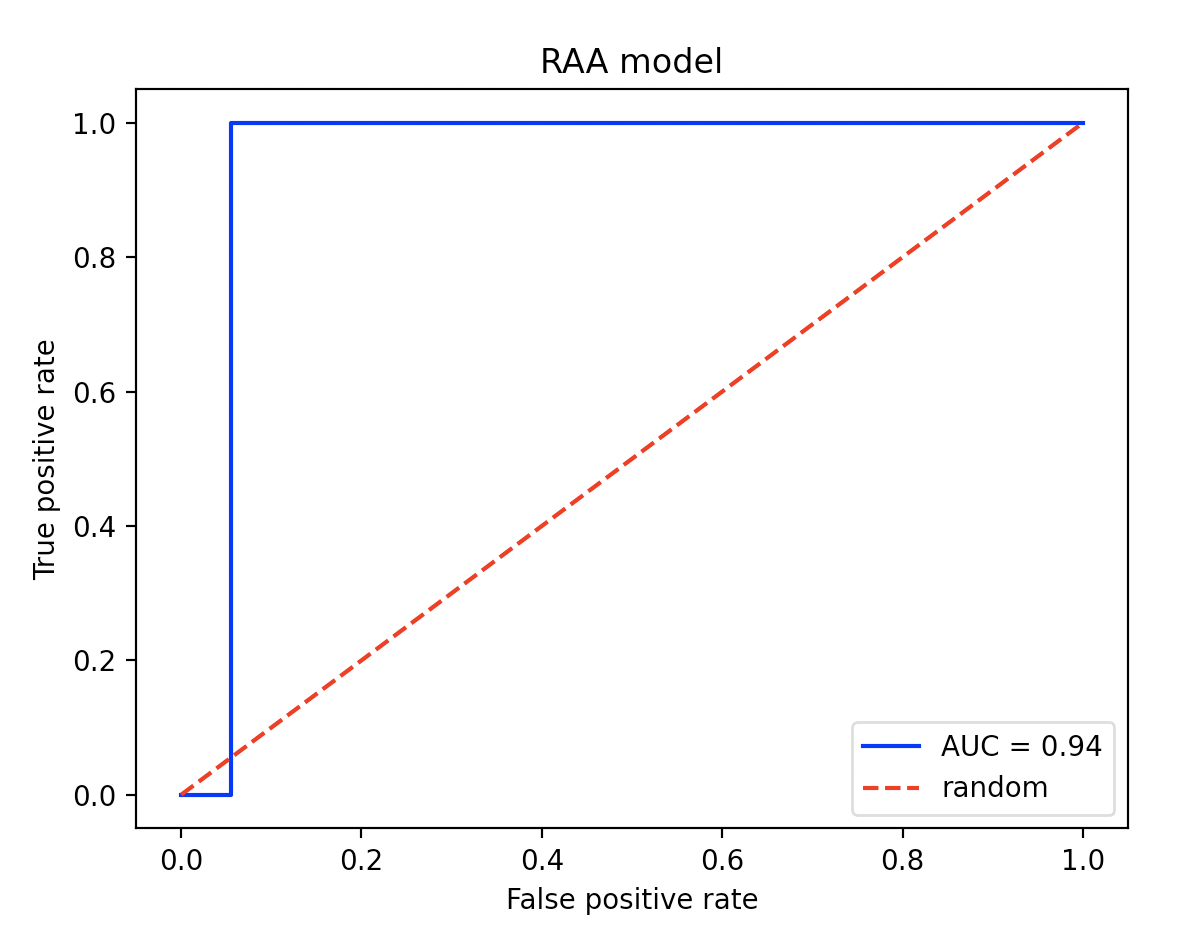 RAA model
1.0
0.8
0.6
0.4
0.2
0.0
True positive rate
AUC = 0.94
random
0.0 0.2 0.4 0.6 0.8 1.0
False positive rate